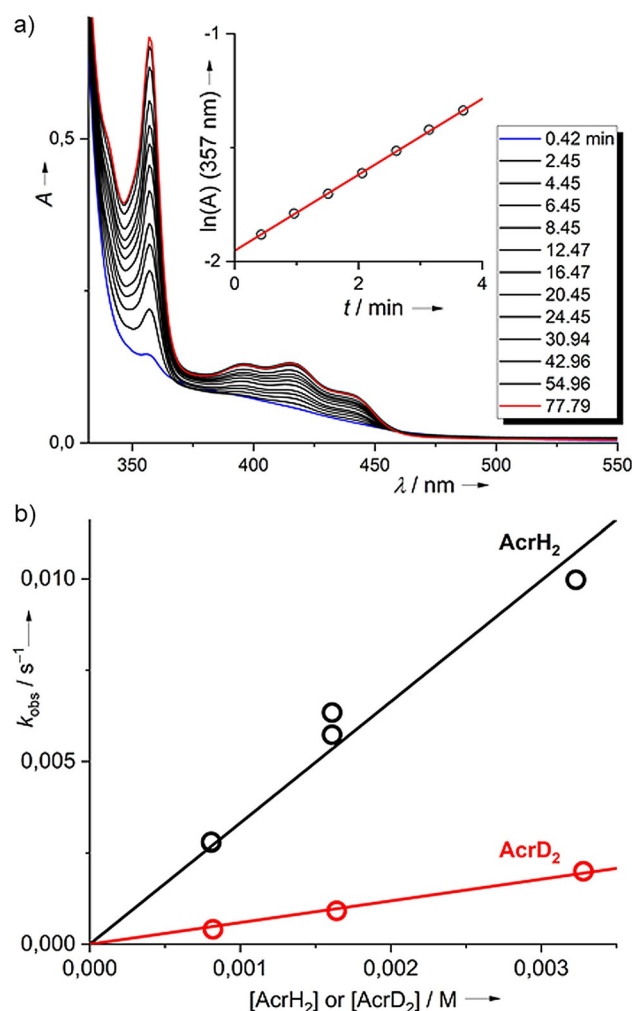 a)
-1
ln(A) (357 nm) →
-2
0
2
4
t / min →
0,5
A →
0,0
0.42 min
2.45
4.45
6.45
8.45
12.47
16.47
20.45
24.45
30.94
42.96
54.96
77.79
350
400
450
500
550
λ / nm →
b)
AcrH₂
0,010
k_obs / s⁻¹ →
0,005
AcrD₂
0,000
0,000
0,001
0,002
0,003
[AcrH₂] or [AcrD₂] / M →